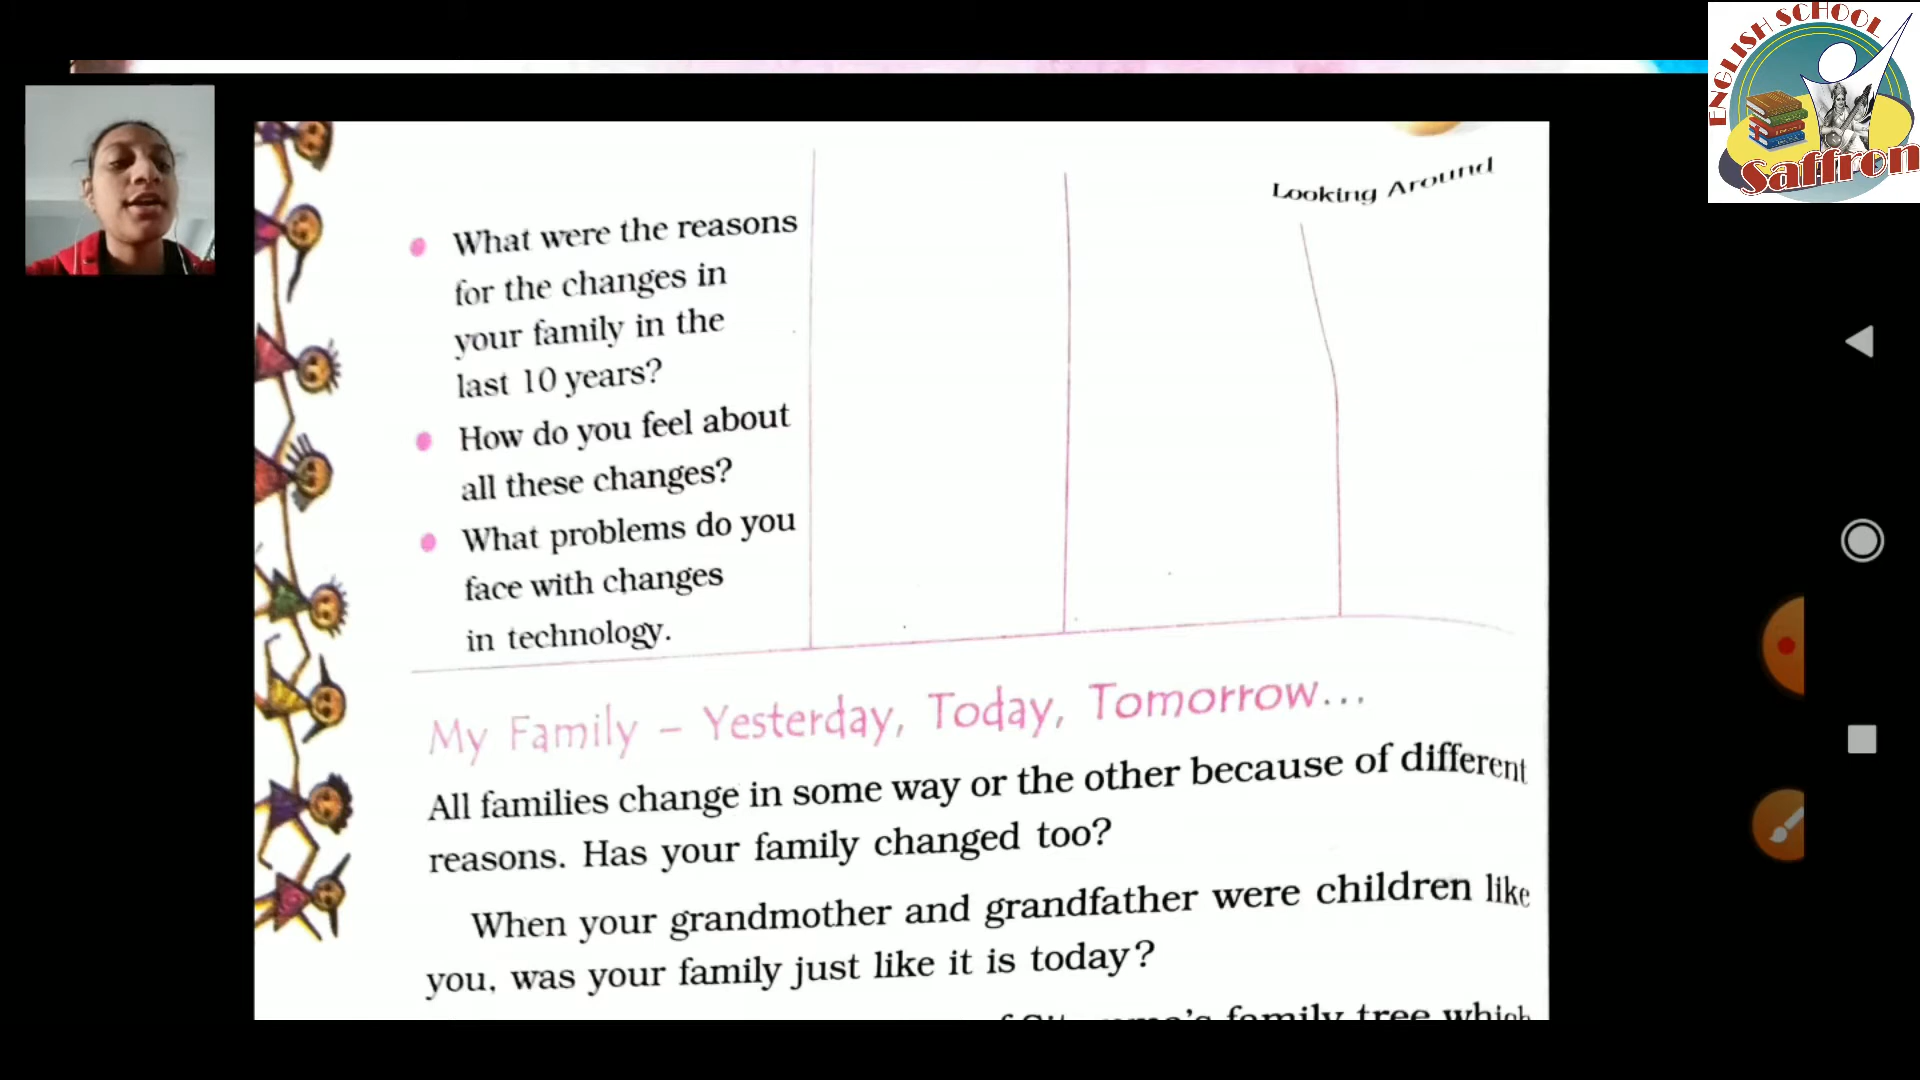 ENGLISH SCHOOL
Saffron
Looking Around
What were the reasons
for the changes in
your family in the
last 10 years?
How do you feel about
all these changes?
What problems do you
face with changes
in technology.
My Family – Yesterday, Today, Tomorrow...
All families change in some way or the other because of different
reasons. Has your family changed too?
When your grandmother and grandfather were children like
you, was your family just like it is today?
family tree which